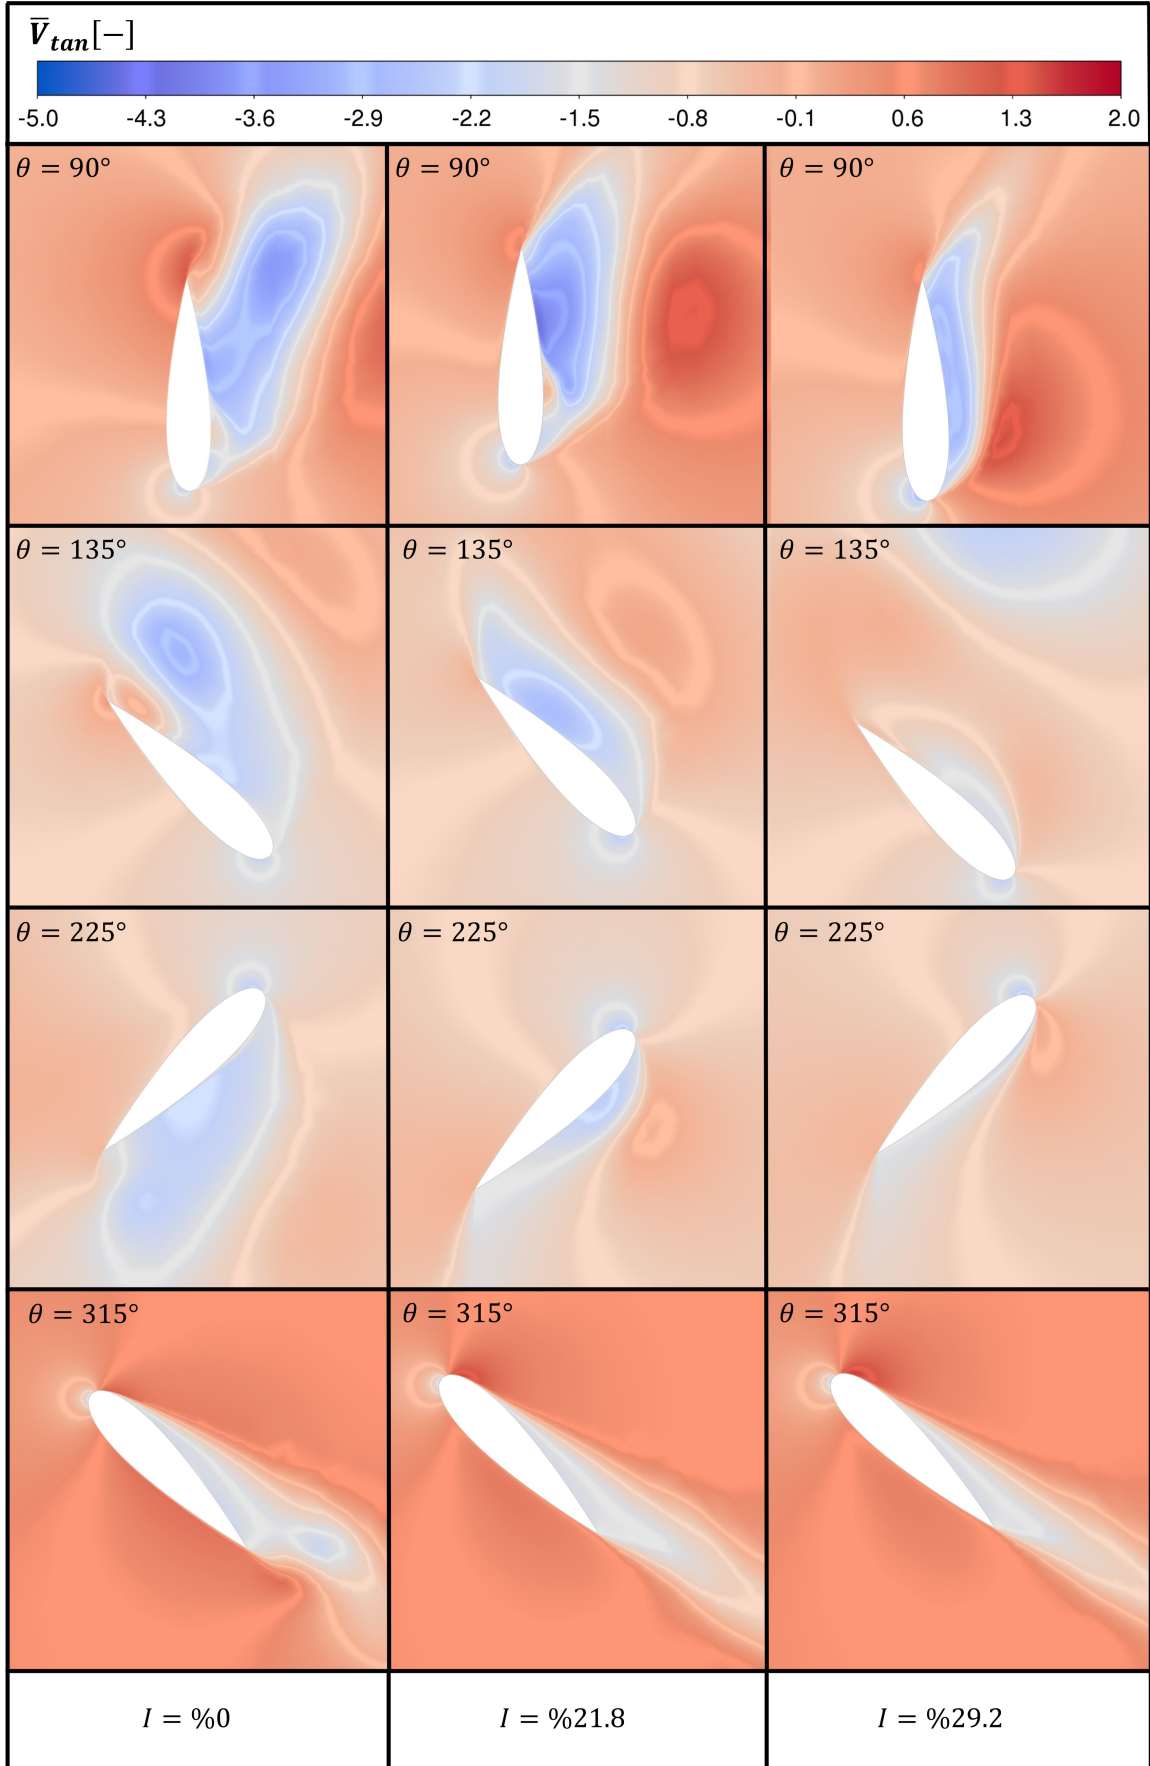 V̅tan[−]
-5.0 -4.3 -3.6 -2.9 -2.2 -1.5 -0.8 -0.1 0.6 1.3 2.0
θ = 90° θ = 90° θ = 90°
θ = 135° θ = 135° θ = 135°
θ = 225° θ = 225° θ = 225°
θ = 315° θ = 315° θ = 315°
I = %0 I = %21.8 I = %29.2